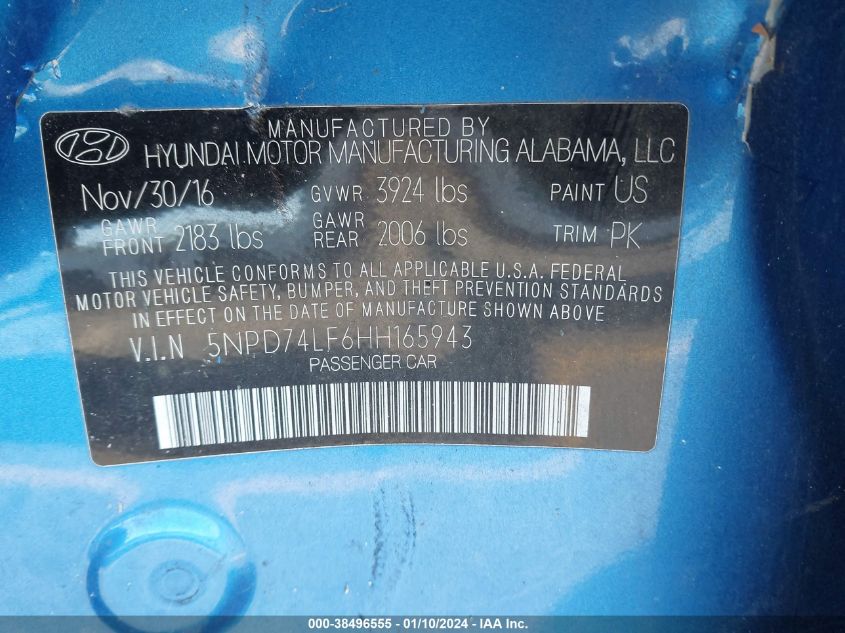 MANUFACTURED BY
HYUNDAI MOTOR MANUFACTURING ALABAMA, LLC
Nov/30/16 GVWR 3924 lbs PAINT US
GAWR FRONT 2183 lbs GAWR REAR 2006 lbs TRIM PK
THIS VEHICLE CONFORMS TO ALL APPLICABLE U.S.A. FEDERAL
MOTOR VEHICLE SAFETY, BUMPER, AND THEFT PREVENTION STANDARDS
IN EFFECT ON THE DATE OF MANUFACTURE SHOWN ABOVE
V.I.N 5NPD74LF6HH165943
PASSENGER CAR
000-38496555 - 01/10/2024 - IAA Inc.